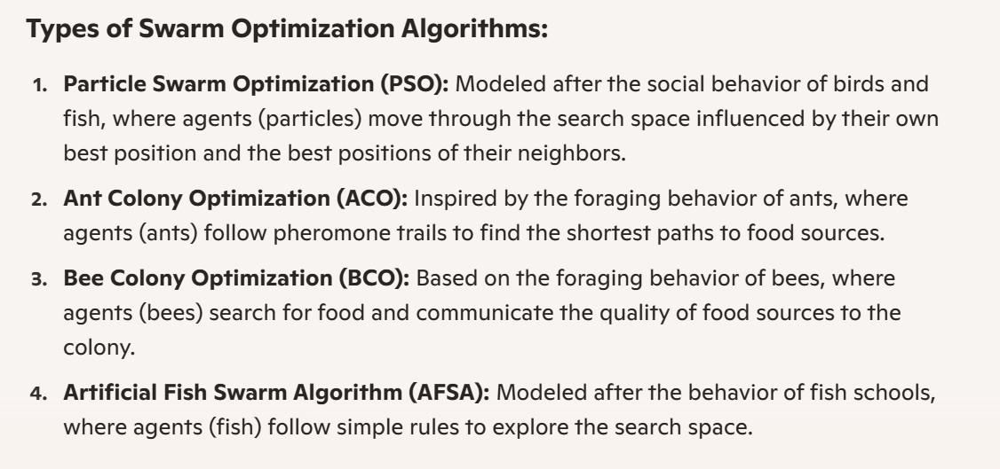 Types of Swarm Optimization Algorithms:
1. Particle Swarm Optimization (PSO): Modeled after the social behavior of birds and
fish, where agents (particles) move through the search space influenced by their own
best position and the best positions of their neighbors.
2. Ant Colony Optimization (ACO): Inspired by the foraging behavior of ants, where
agents (ants) follow pheromone trails to find the shortest paths to food sources.
3. Bee Colony Optimization (BCO): Based on the foraging behavior of bees, where
agents (bees) search for food and communicate the quality of food sources to the
colony.
4. Artificial Fish Swarm Algorithm (AFSA): Modeled after the behavior of fish schools,
where agents (fish) follow simple rules to explore the search space.